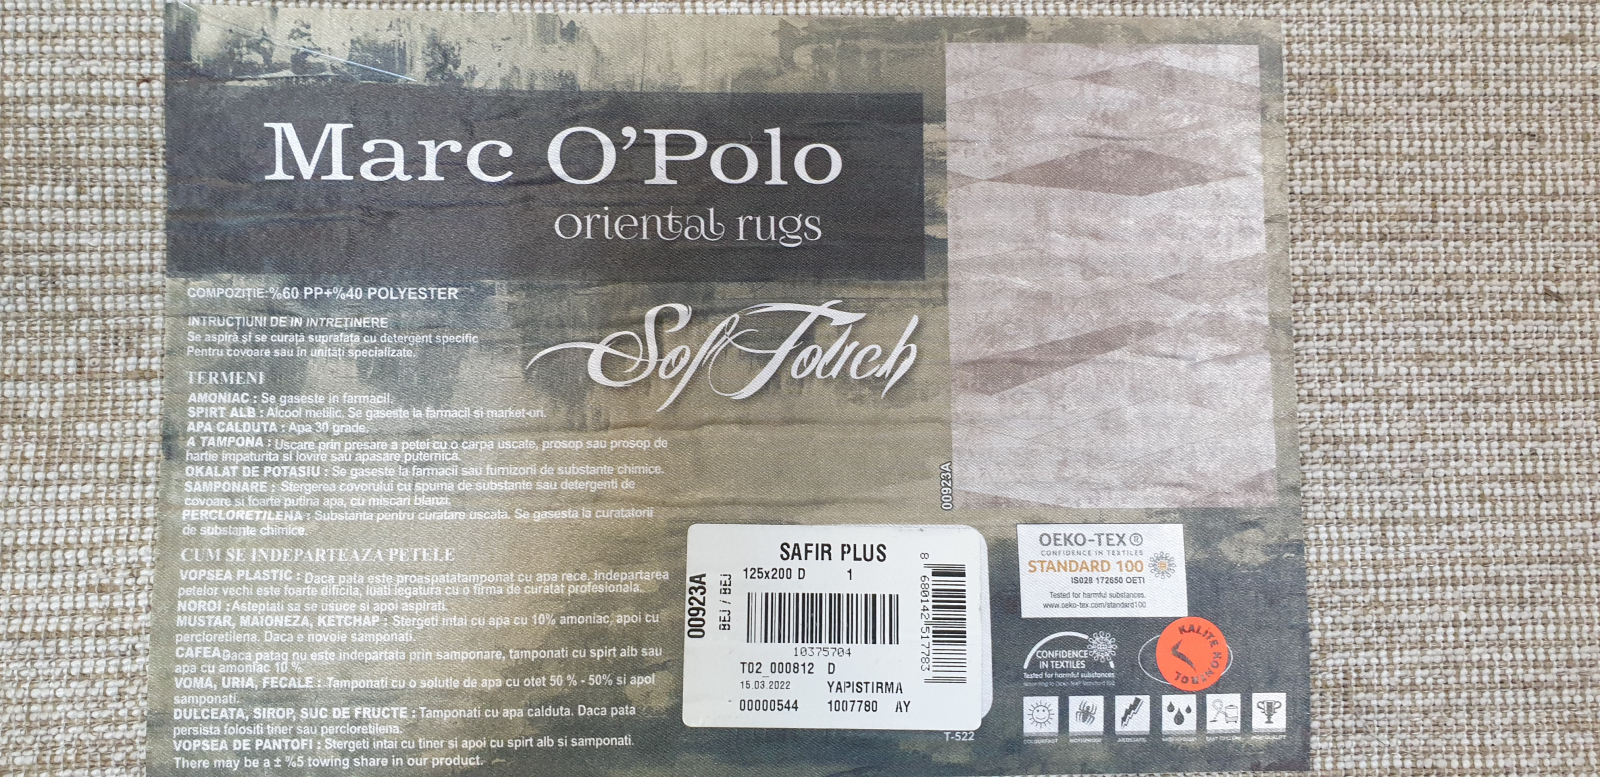 Marc O'Polo
oriental rugs
COMPOZIȚIE:%60 PP+%40 POLYESTER
INTRUCȚIUNI DE IN INTREȚINERE
Se aspiră și se curață suprafata cu detergent specific
Pentru covoare sau in unități specializate.
Soft Touch
TERMENI
AMONIAC : Se gaseste in farmacii.
SPIRT ALB : Alcool metilic. Se gaseste la farmacii si market-uri.
APA CALDUTA : Apa 30 grade.
A TAMPONA : Uscare prin presare a petei cu o carpa uscate, prosop sau prosop de
hartie impaturita si lovire sau apasare puternica.
OKALAT DE POTASIU : Se gaseste la farmacii sau furnizorii de substante chimice.
SAMPONARE : Stergerea covorului cu spuma de substante sau detergenti de
covoare si foarte putina apa, cu miscari blanzi.
PERCLORETILENA : Substanta pentru curatare uscata. Se gasesta la curatatorii
de substante chimice.
CUM SE INDEPARTEAZA PETELE
VOPSEA PLASTIC : Daca pata este proaspatatamponat cu apa rece. Indepartarea
petelor vechi este foarte dificila, luati legatura cu o firma de curatat profesionala.
NOROI : Asteptati sa se usuce si apoi aspirati.
MUSTAR, MAIONEZA, KETCHAP : Stergeti intai cu apa cu 10% amoniac, apoi cu
percloretilena. Daca e novoie samponati.
CAFEA Daca patag nu este indepartata prin samponare, tamponati cu spirt alb sau
apa cu amoniac 10 %.
VOMA, URIA, FECALE : Tamponati cu o solutie de apa cu otet 50 % - 50% si apoi
samponati.
DULCEATA, SIROP, SUC DE FRUCTE : Tamponati cu apa calduta. Daca pata
persista folositi tiner sau percloretilena.
VOPSEA DE PANTOFI : Stergeti intai cu tiner si apoi cu spirt alb si samponati.
There may be a ± %5 towing share in our product.
00923A
SAFIR PLUS
125x200 D 1
00923A
BEJ / BEJ
10375704
T02_000812 D
15.03.2022 YAPISTIRMA
00000544 1007780 AY
8 680142 517783
T-522
OEKO-TEX®
CONFIDENCE IN TEXTILES
STANDARD 100
IS028 172650 OETI
Tested for harmful substances.
www.oeko-tex.com/standard100
CONFIDENCE
IN TEXTILES
Tested for harmful substances
KALITE KONTROL